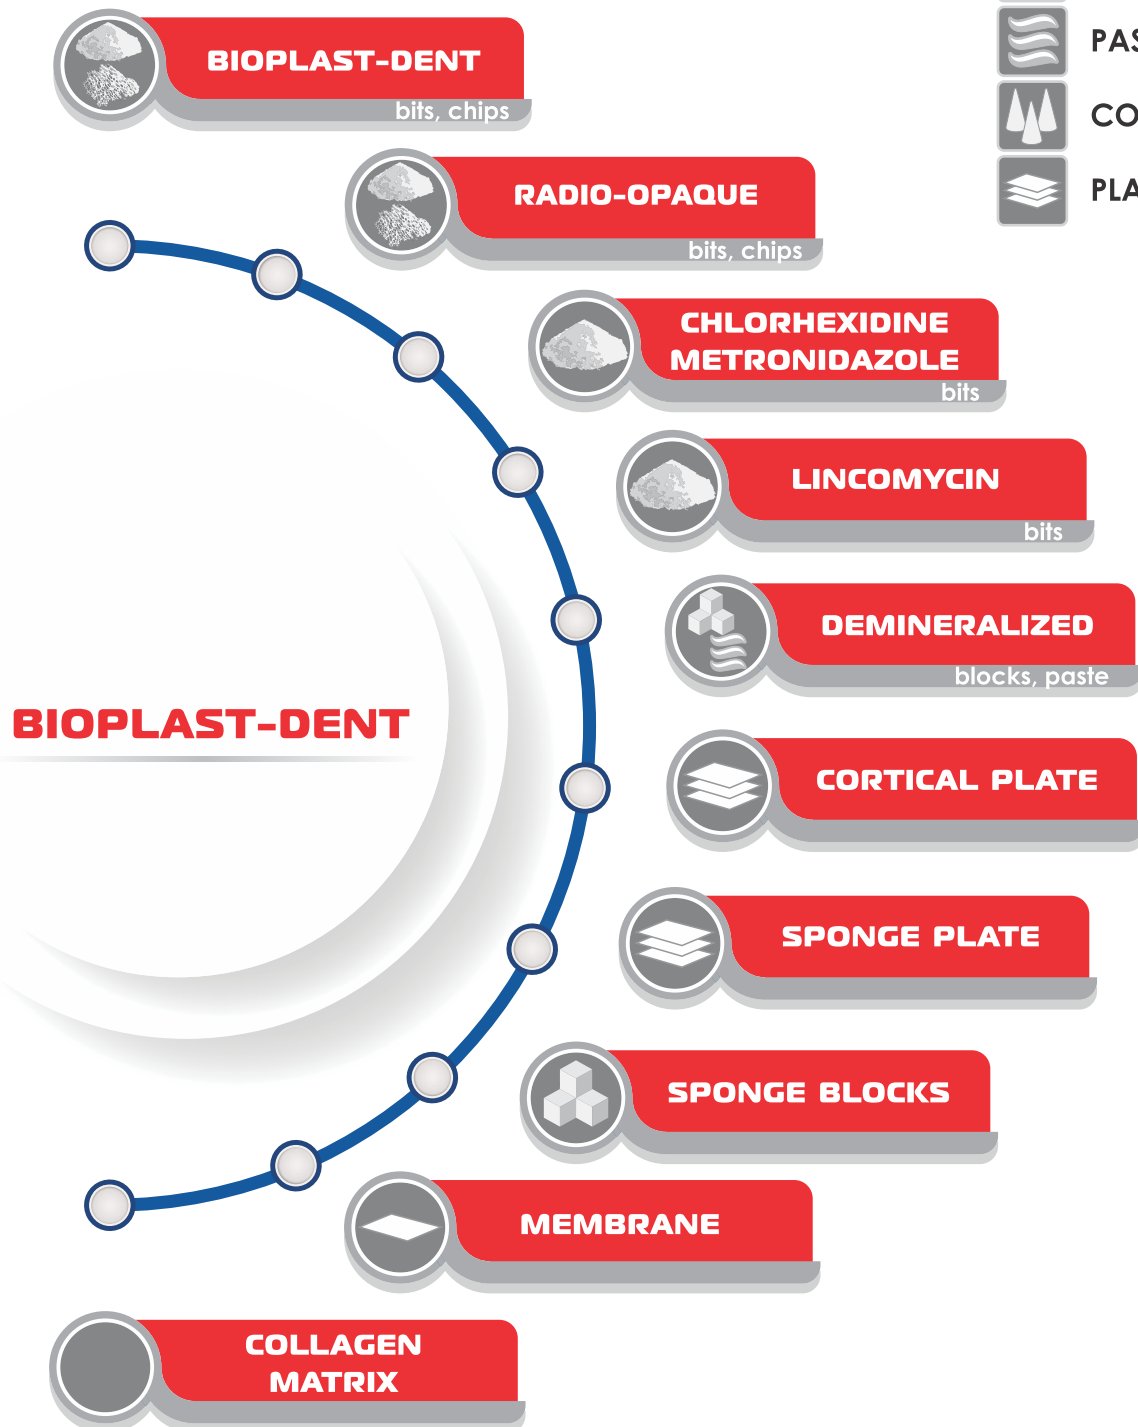 BIOPLAST-DENT
bits, chips
RADIO-OPAQUE
bits, chips
CHLORHEXIDINE
METRONIDAZOLE
bits
LINCOMYCIN
bits
DEMINERALIZED
blocks, paste
BIOPLAST-DENT
CORTICAL PLATE
SPONGE PLATE
SPONGE BLOCKS
MEMBRANE
COLLAGEN
MATRIX